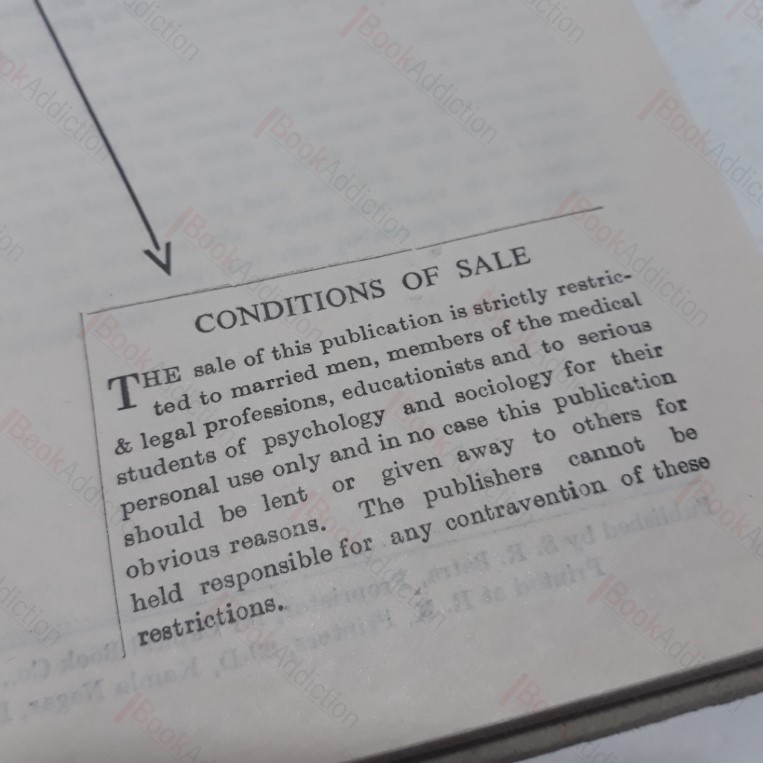 CONDITIONS OF SALE
THE sale of this publication is strictly restric-
ted to married men, members of the medical
& legal professions, educationists and to serious
students of psychology and sociology for their
personal use only and in no case this publication
should be lent or given away to others for
obvious reasons. The publishers cannot be
held responsible for any contravention of these
restrictions.
BookAddiction